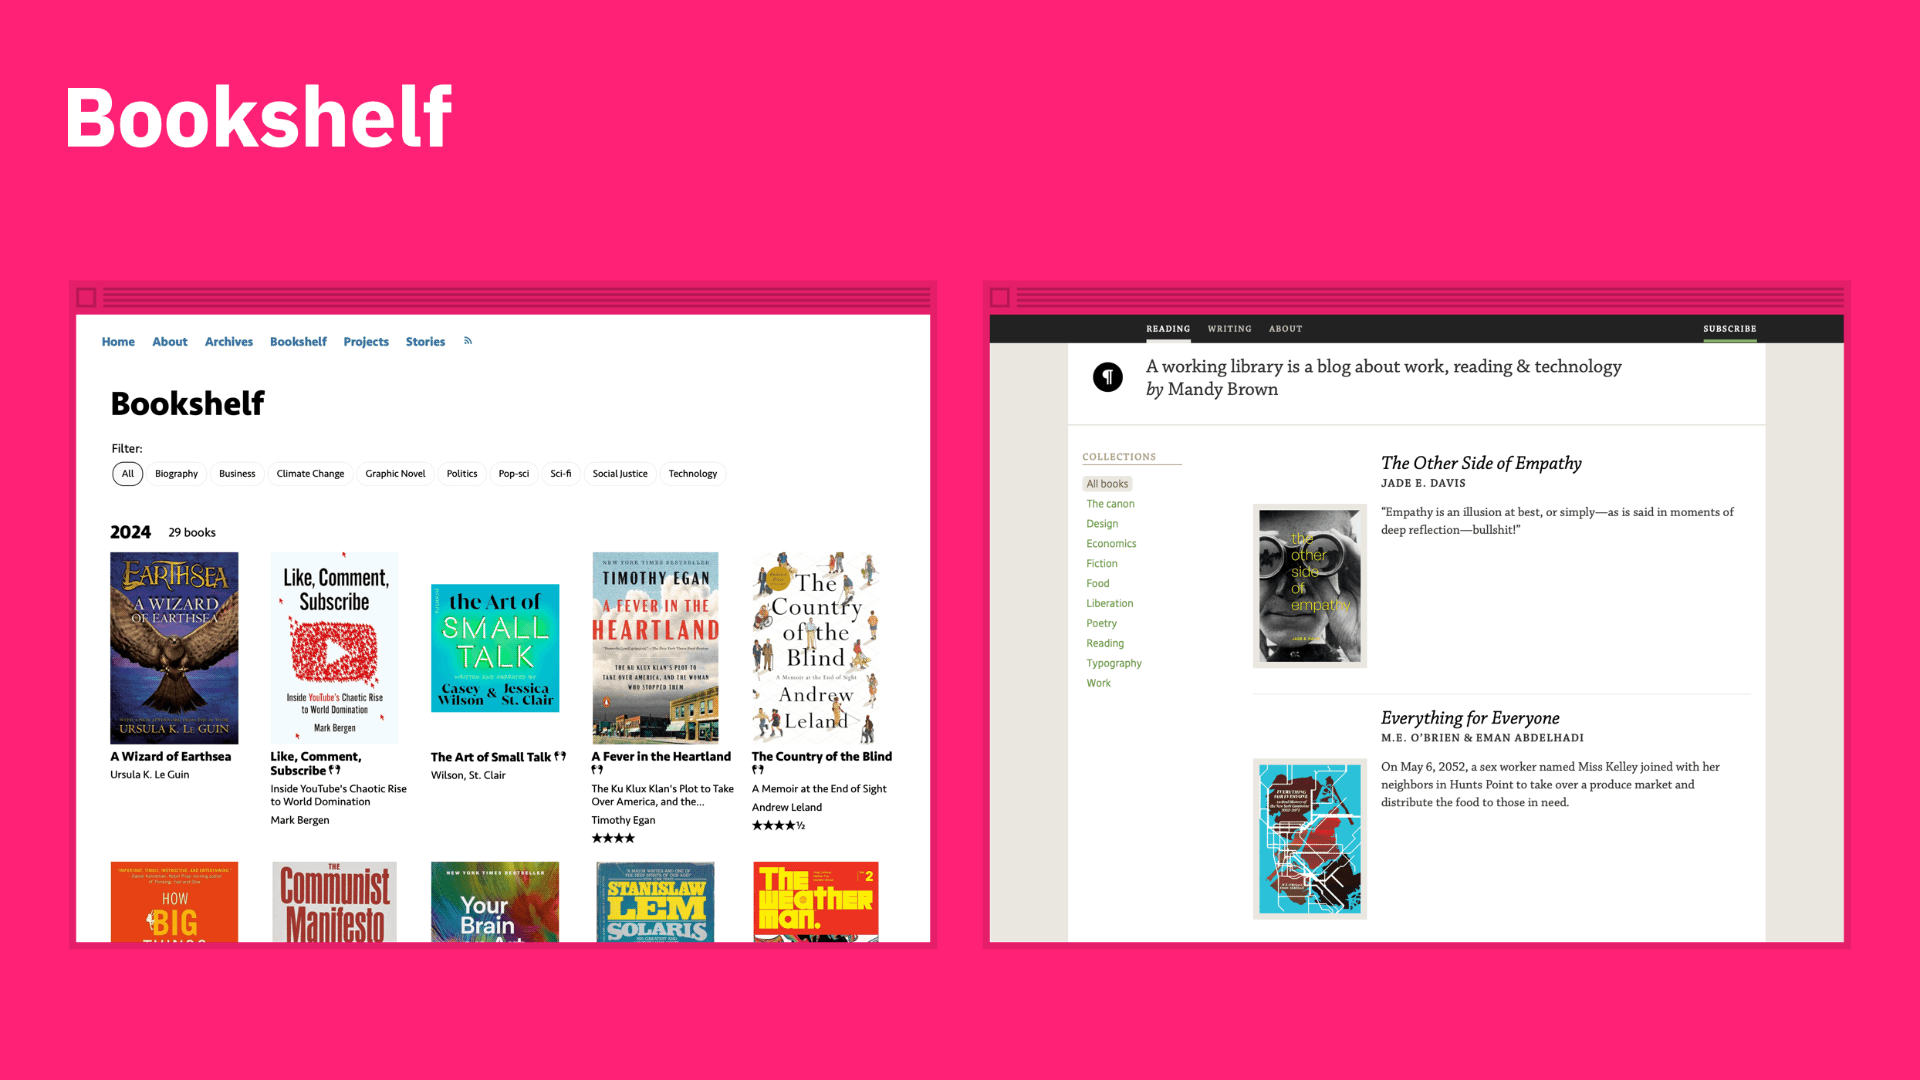 Bookshelf
Home About Archives Bookshelf Projects Stories
Bookshelf
Filter:
All Biography Business Climate Change Graphic Novel Politics Pop-sci Sci-fi Social Justice Technology
2024 29 books
EARTHSEA
A WIZARD
OF EARTHSEA
URSULA K. LE GUIN
A Wizard of Earthsea
Ursula K. Le Guin
Like, Comment,
Subscribe
Inside YouTube's Chaotic Rise
to World Domination
Mark Bergen
Like, Comment,
Subscribe
Inside YouTube's Chaotic Rise
to World Domination
Mark Bergen
the Art of
SMALL
TALK
WRITTEN AND NARRATED BY
Casey & Jessica
Wilson St. Clair
The Art of Small Talk
Wilson, St. Clair
NEW YORK TIMES BESTSELLER
TIMOTHY EGAN
A FEVER IN THE
HEARTLAND
THE KU KLUX KLAN'S PLOT TO
TAKE OVER AMERICA, AND THE WOMAN
WHO STOPPED THEM
A Fever in the Heartland
The Ku Klux Klan's Plot to Take
Over America, and the...
Timothy Egan
★★★★
The
Country
of the
Blind
A Memoir at the End of Sight
Andrew
Leland
The Country of the Blind
A Memoir at the End of Sight
Andrew Leland
★★★★½
HOW
BIG
THINGS
THE
Communist
Manifesto
NEW YORK TIMES BESTSELLER
Your
Brain
Art
STANISLAW
LEM
SOLARIS
The
weather
man.
2
READING WRITING ABOUT SUBSCRIBE
¶
A working library is a blog about work, reading & technology
by Mandy Brown
COLLECTIONS
All books
The canon
Design
Economics
Fiction
Food
Liberation
Poetry
Reading
Typography
Work
The Other Side of Empathy
JADE E. DAVIS
“Empathy is an illusion at best, or simply—as is said in moments of
deep reflection—bullshit!”
the
other
side
of
empathy
JADE E. DAVIS
Everything for Everyone
M.E. O’BRIEN & EMAN ABDELHADI
On May 6, 2052, a sex worker named Miss Kelley joined with her
neighbors in Hunts Point to take over a produce market and
distribute the food to those in need.
EVERYTHING
FOR EVERYONE